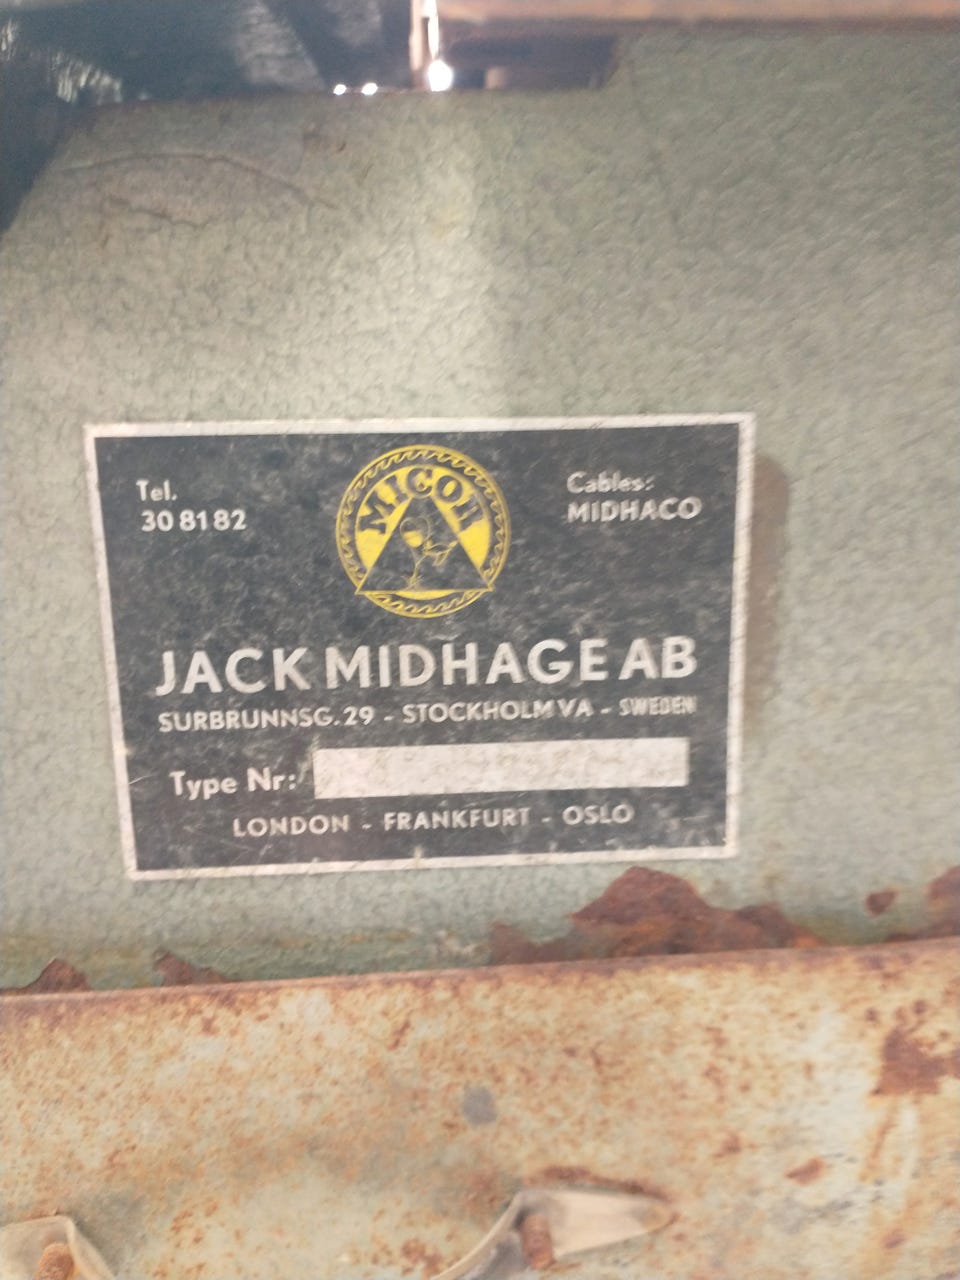 Tel.
30 81 82
MICOR
Cables:
MIDHACO
JACK MIDHAGE AB
SURBRUNNSG. 29 - STOCKHOLM VA - SWEDEN
Type Nr:
LONDON - FRANKFURT - OSLO